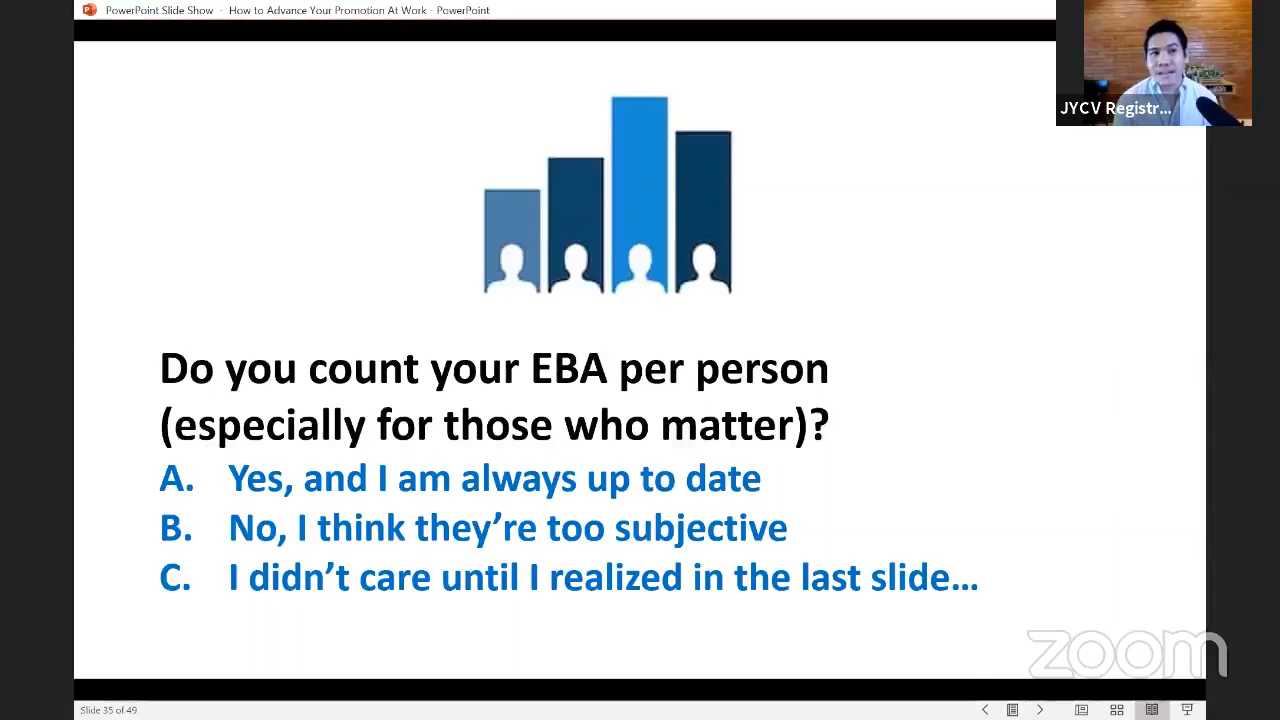 PowerPoint Slide Show - How to Advance Your Promotion At Work - PowerPoint
JYCV Registr...
Do you count your EBA per person
(especially for those who matter)?
A. Yes, and I am always up to date
B. No, I think they’re too subjective
C. I didn’t care until I realized in the last slide…
zoom
Slide 35 of 49